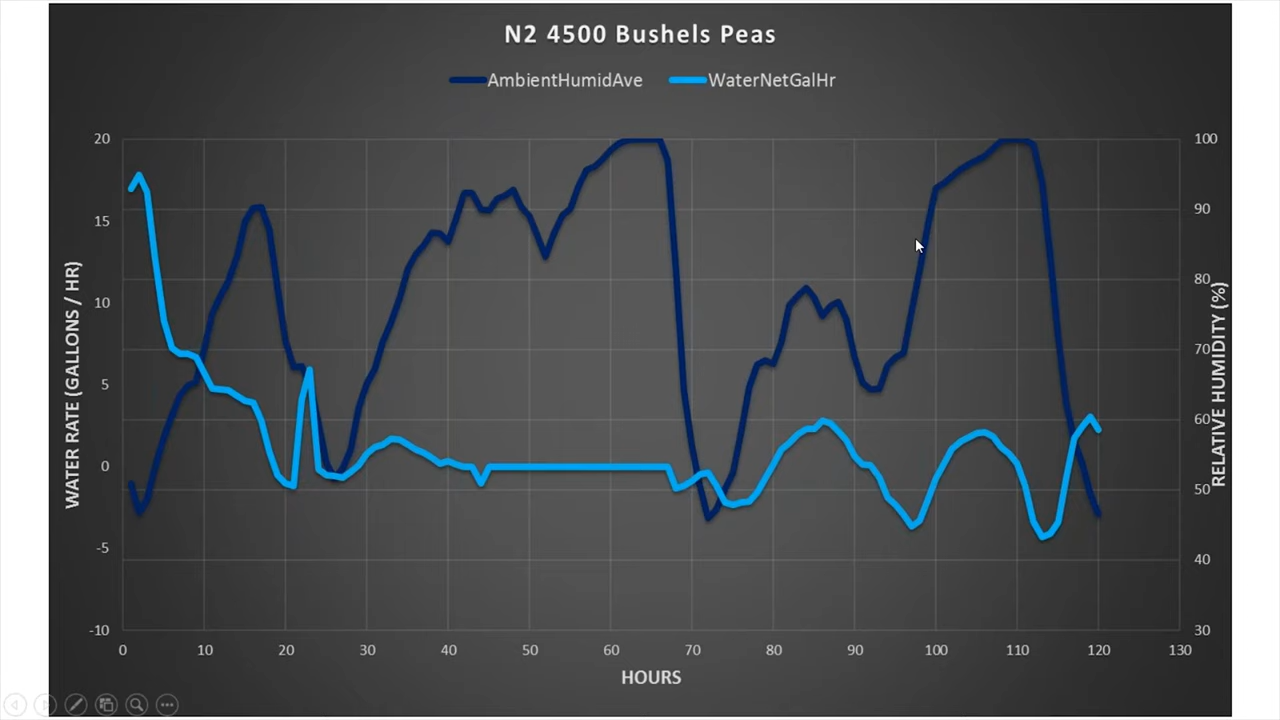 N2 4500 Bushels Peas
AmbientHumidAve WaterNetGalHr
20 100
15 90
10 80
5 70
0 60
-5 50
-10 40
30
WATER RATE (GALLONS / HR)
RELATIVE HUMIDITY (%)
0 10 20 30 40 50 60 70 80 90 100 110 120 130
HOURS